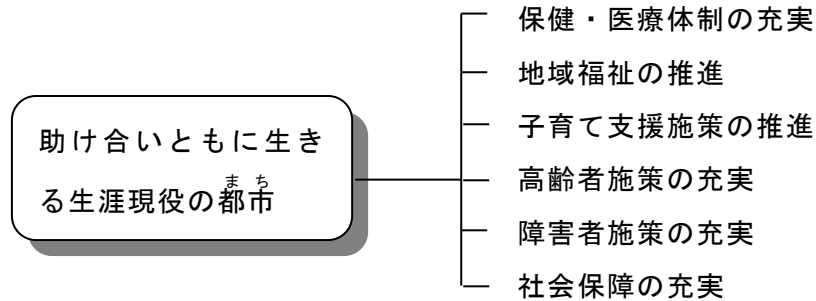 助け合いともに生き
る生涯現役の都市
まち
保健・医療体制の充実
地域福祉の推進
子育て支援施策の推進
高齢者施策の充実
障害者施策の充実
社会保障の充実